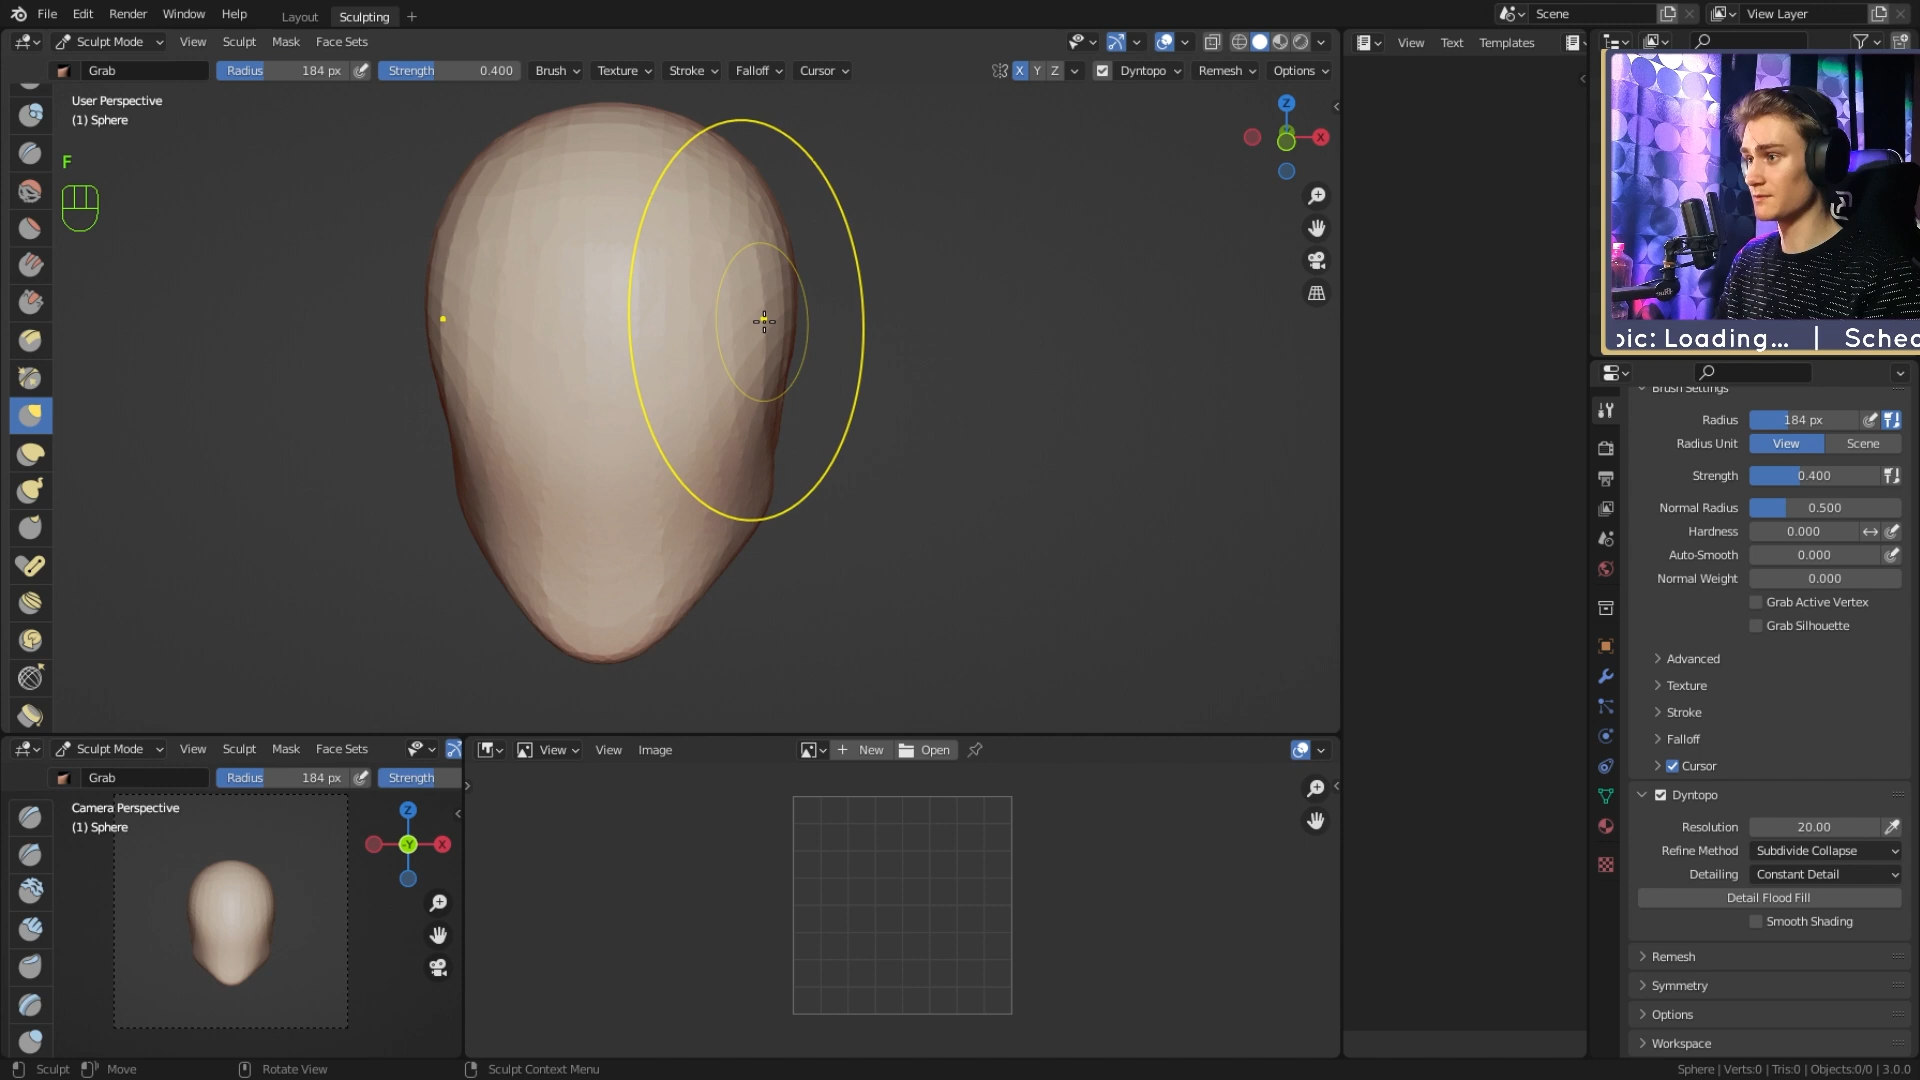 File Edit Render Window Help Layout Sculpting + Scene View Layer
Sculpt Mode View Sculpt Mask Face Sets View Text Templates
Grab Radius 184 px Strength 0.400 Brush Texture Stroke Falloff Cursor X Y Z Dyntopo Remesh Options
User Perspective
(1) Sphere
Z
X
F
pic: Loading... | Sched
Brush Settings
Radius 184 px
Radius Unit View Scene
Strength 0.400
Normal Radius 0.500
Hardness 0.000
Auto-Smooth 0.000
Normal Weight 0.000
Grab Active Vertex
Grab Silhouette
Advanced
Texture
Stroke
Falloff
Cursor
Dyntopo
Resolution 20.00
Refine Method Subdivide Collapse
Detailing Constant Detail
Detail Flood Fill
Smooth Shading
Remesh
Symmetry
Options
Workspace
Sculpt Mode View Sculpt Mask Face Sets
Grab Radius 184 px Strength
Camera Perspective
(1) Sphere
Z
-Y X
View View Image + New Open
Sculpt Move Rotate View Sculpt Context Menu Sphere | Verts:0 | Tris:0 | Objects:0/0 | 3.0.0